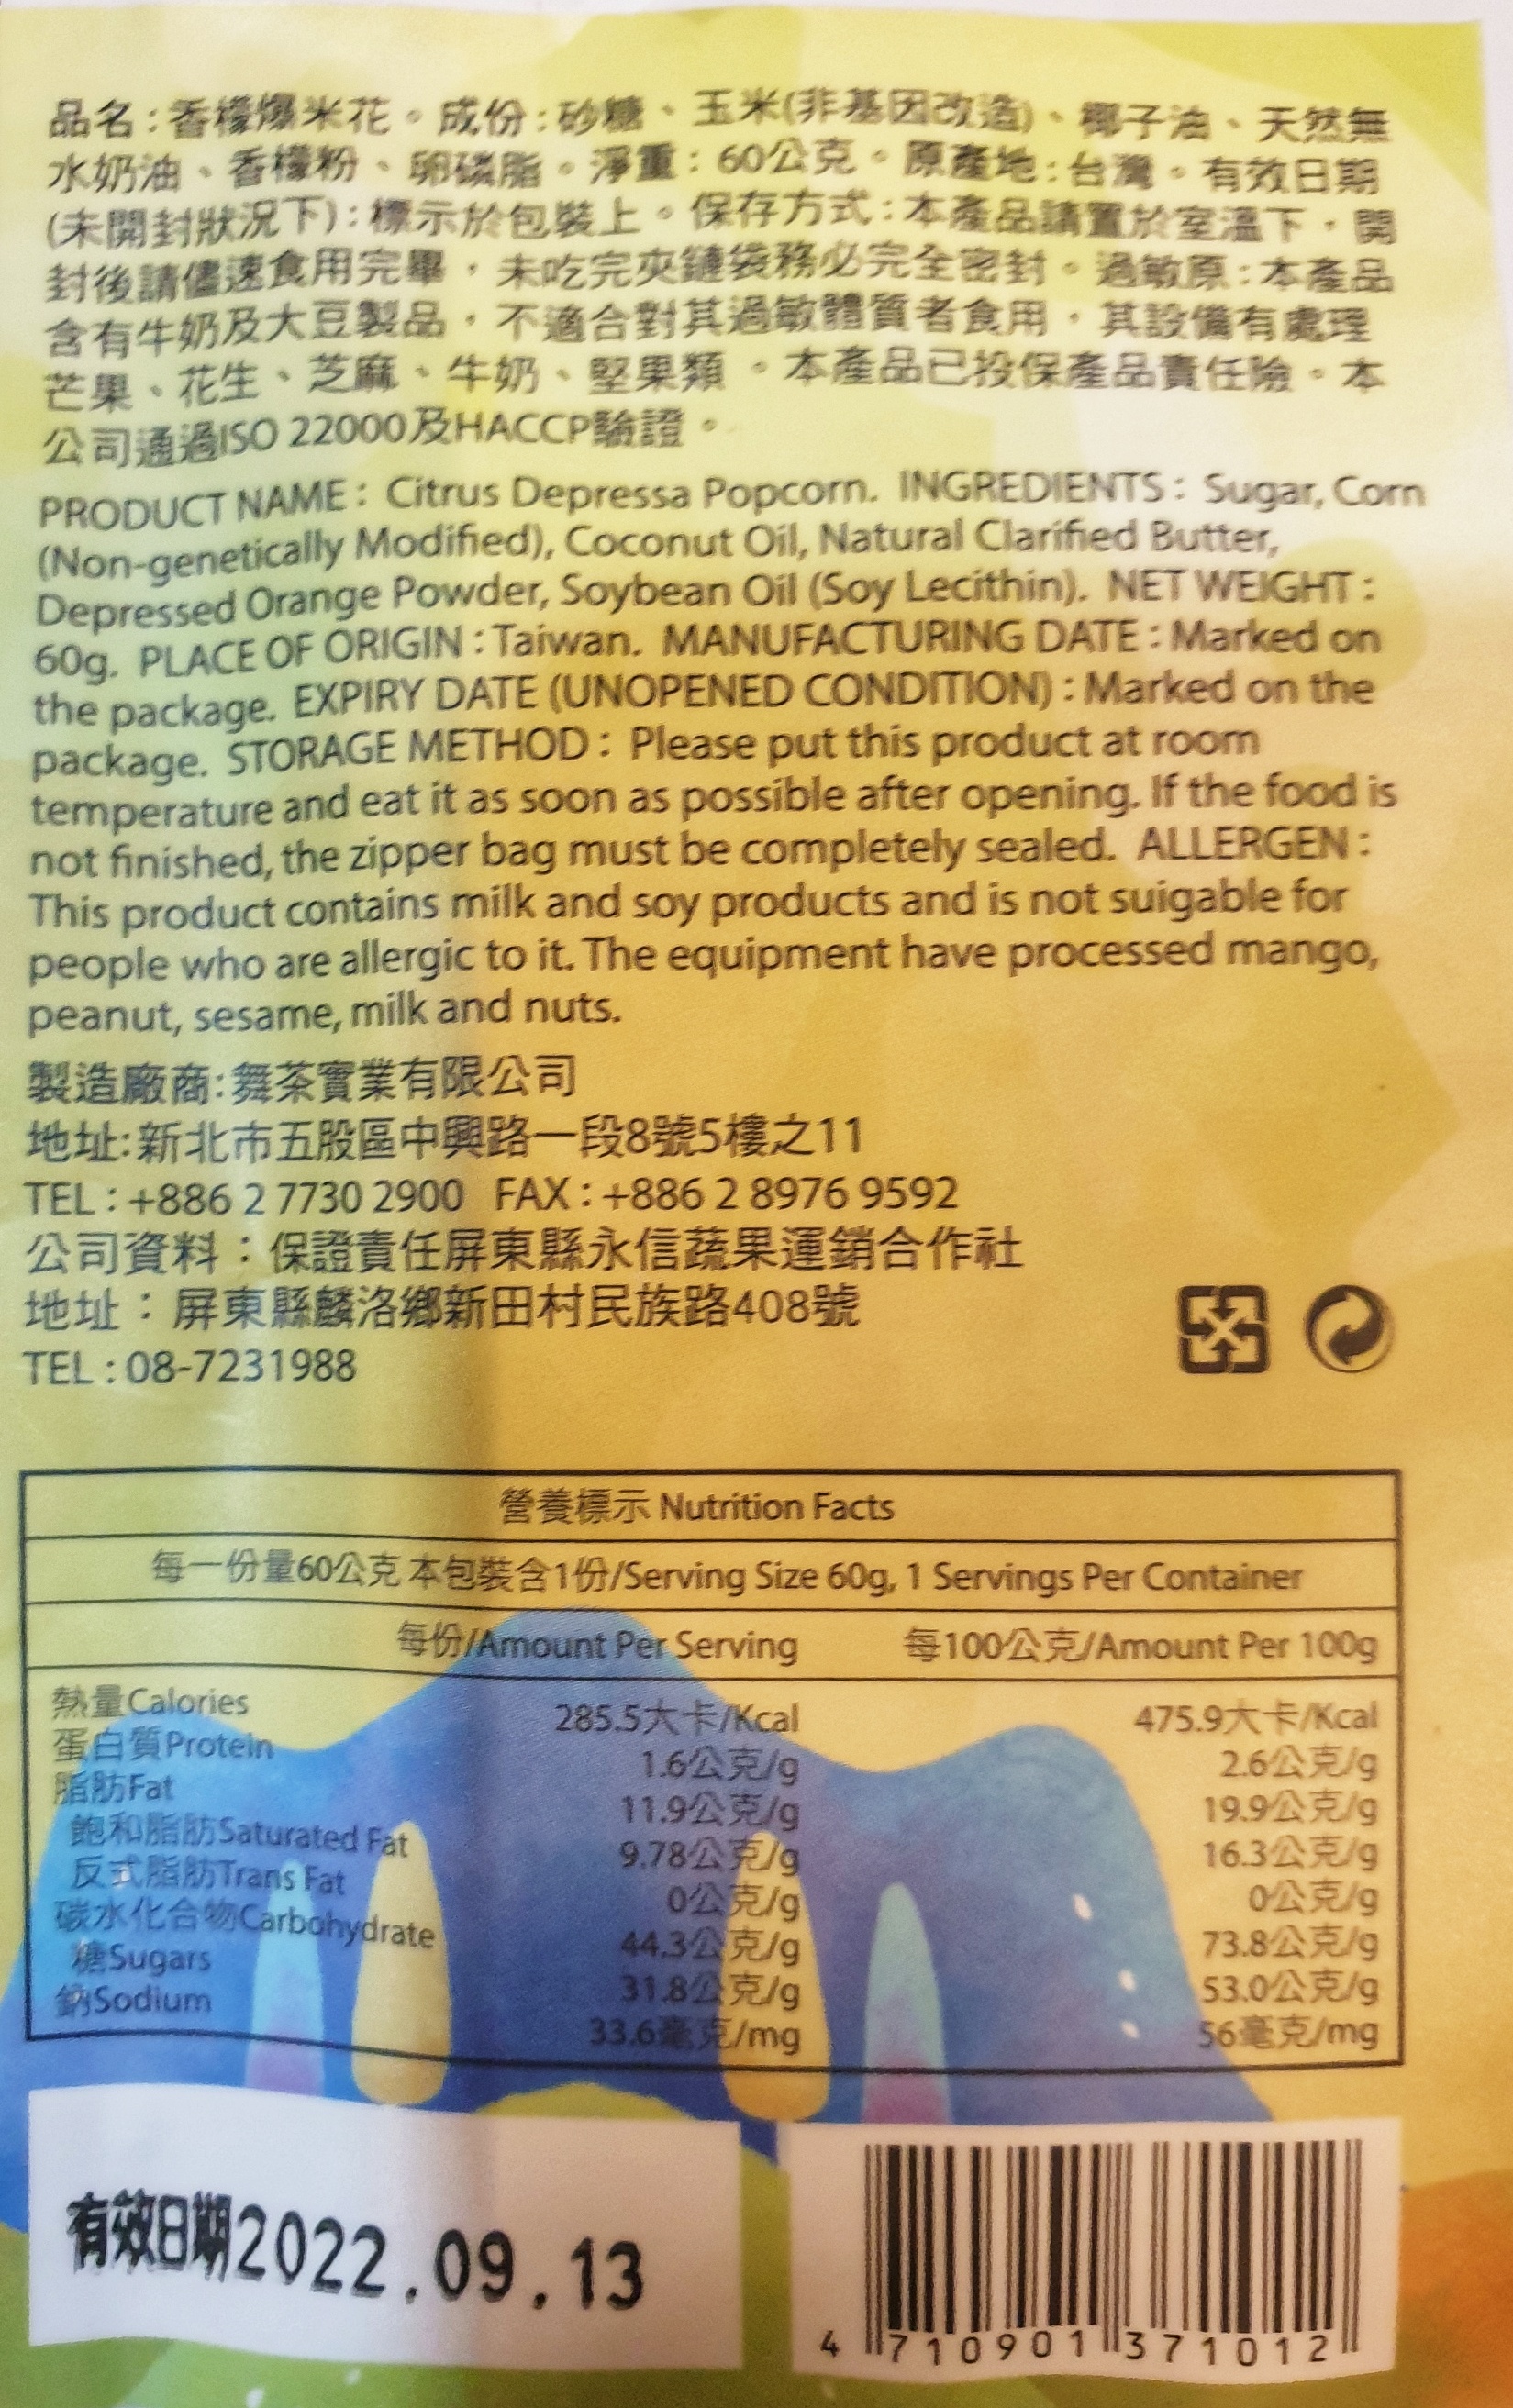 品名:香檬爆米花。成份:砂糖、玉米(非基因改造)、椰子油、天然無
水奶油、香檬粉、卵磷脂。淨重:60公克。原產地:台灣。有效日期
(未開封狀況下):標示於包裝上。保存方式:本產品請置於室溫下,開
封後請儘速食用完畢,未吃完夾鏈袋務必完全密封。過敏原:本產品
含有牛奶及大豆製品,不適合對其過敏體質者食用,其設備有處理
芒果、花生、芝麻、牛奶、堅果類。本產品已投保產品責任險。本
公司通過ISO 22000及HACCP驗證。
PRODUCT NAME : Citrus Depressa Popcorn. INGREDIENTS : Sugar, Corn
(Non-genetically Modified), Coconut Oil, Natural Clarified Butter,
Depressed Orange Powder, Soybean Oil (Soy Lecithin). NET WEIGHT :
60g. PLACE OF ORIGIN : Taiwan. MANUFACTURING DATE : Marked on
the package. EXPIRY DATE (UNOPENED CONDITION) : Marked on the
package. STORAGE METHOD : Please put this product at room
temperature and eat it as soon as possible after opening. If the food is
not finished, the zipper bag must be completely sealed. ALLERGEN :
This product contains milk and soy products and is not suigable for
people who are allergic to it. The equipment have processed mango,
peanut, sesame, milk and nuts.
製造廠商:舞茶實業有限公司
地址:新北市五股區中興路一段8號5樓之11
TEL : +886 2 7730 2900 FAX : +886 2 8976 9592
公司資料:保證責任屏東縣永信蔬果運銷合作社
地址:屏東縣麟洛鄉新田村民族路408號
TEL : 08-7231988
營養標示 Nutrition Facts
每一份量60公克 本包裝含1份/Serving Size 60g, 1 Servings Per Container
每份/Amount Per Serving 每100公克/Amount Per 100g
熱量Calories 285.5大卡/Kcal 475.9大卡/Kcal
蛋白質Protein 1.6公克/g 2.6公克/g
脂肪Fat 11.9公克/g 19.9公克/g
飽和脂肪Saturated Fat 9.78公克/g 16.3公克/g
反式脂肪Trans Fat 0公克/g 0公克/g
碳水化合物Carbohydrate 44.3公克/g 73.8公克/g
糖Sugars 31.8公克/g 53.0公克/g
鈉Sodium 33.6毫克/mg 56毫克/mg
有效日期2022.09.13
4 710901 371012